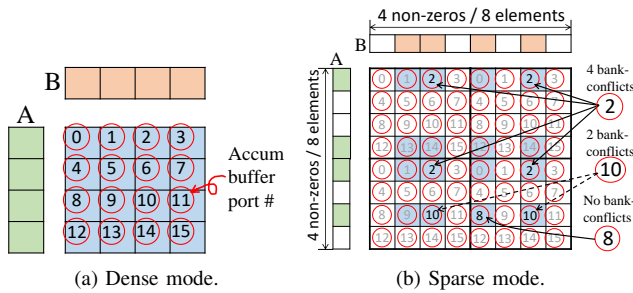 B
A
0 1 2 3
4 5 6 7
8 9 10 11
12 13 14 15
Accum
buffer
port #
(a) Dense mode.
4 non-zeros / 8 elements
B
A
4 non-zeros / 8 elements
0 1 2 3 0 1 2 3
4 5 6 7 4 5 6 7
8 9 10 11 8 9 10 11
12 13 14 15 12 13 14 15
0 1 2 3 0 1 2 3
4 5 6 7 4 5 6 7
8 9 10 11 8 9 10 11
12 13 14 15 12 13 14 15
4 bank-
conflicts
2
2 bank-
conflicts
10
No bank-
conflicts
8
(b) Sparse mode.